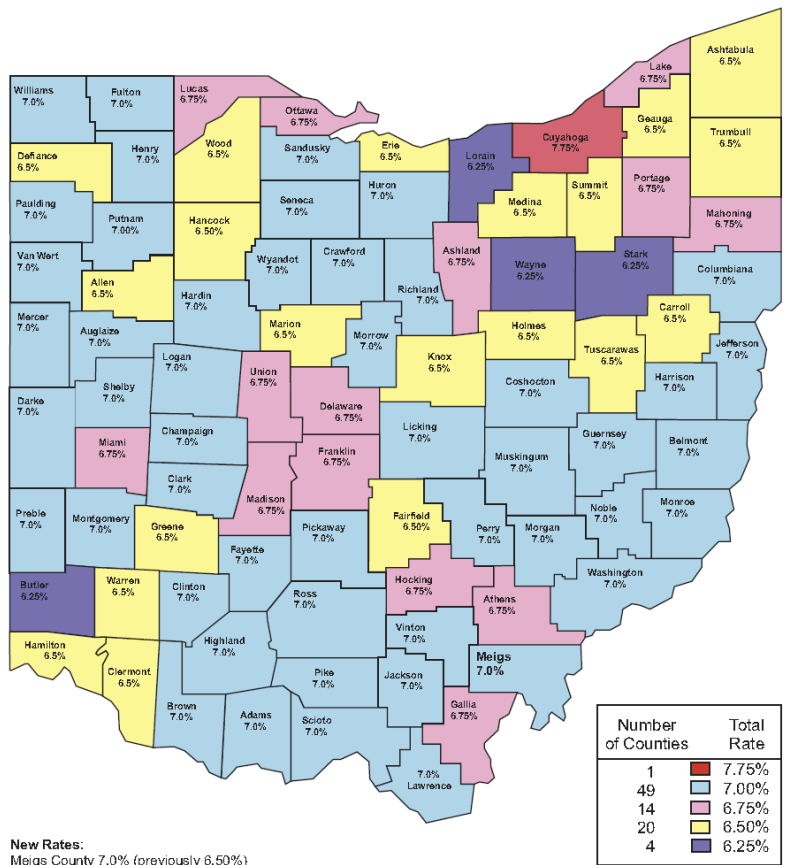 Ashtabula
6.5%
Lake
6.75%
Williams
7.0%
Fulton
7.0%
Lucas
6.75%
Ottawa
6.75%
Geauga
6.5%
Trumbull
6.5%
Cuyahoga
7.75%
Henry
7.0%
Wood
6.5%
Sandusky
7.0%
Erie
6.5%
Lorain
6.25%
Defiance
6.5%
Portage
6.75%
Summit
6.5%
Medina
6.5%
Huron
7.0%
Seneca
7.0%
Paulding
7.0%
Putnam
7.00%
Hancock
6.50%
Mahoning
6.75%
Van Wert
7.0%
Allen
6.5%
Wyandot
7.0%
Crawford
7.0%
Ashland
6.75%
Wayne
6.25%
Stark
6.25%
Columbiana
7.0%
Richland
7.0%
Hardin
7.0%
Mercer
7.0%
Auglaize
7.0%
Marion
6.5%
Morrow
7.0%
Holmes
6.5%
Carroll
6.5%
Jefferson
7.0%
Tuscarawas
6.5%
Knox
6.5%
Logan
7.0%
Union
6.75%
Shelby
7.0%
Darke
7.0%
Delaware
6.75%
Coshocton
7.0%
Harrison
7.0%
Licking
7.0%
Champaign
7.0%
Miami
6.75%
Franklin
6.75%
Muskingum
7.0%
Guernsey
7.0%
Belmont
7.0%
Clark
7.0%
Madison
6.75%
Preble
7.0%
Montgomery
7.0%
Greene
6.5%
Pickaway
7.0%
Fairfield
6.50%
Perry
7.0%
Morgan
7.0%
Noble
7.0%
Monroe
7.0%
Fayette
7.0%
Washington
7.0%
Butler
6.25%
Warren
6.5%
Clinton
7.0%
Ross
7.0%
Hocking
6.75%
Athens
6.75%
Vinton
7.0%
Hamilton
6.5%
Highland
7.0%
Meigs
7.0%
Clermont
6.5%
Pike
7.0%
Jackson
7.0%
Brown
7.0%
Adams
7.0%
Scioto
7.0%
Gallia
6.75%
7.0%
Lawrence
Number of Counties Total Rate
1 7.75%
49 7.00%
14 6.75%
20 6.50%
4 6.25%
New Rates:
Meigs County 7.0% (previously 6.50%)